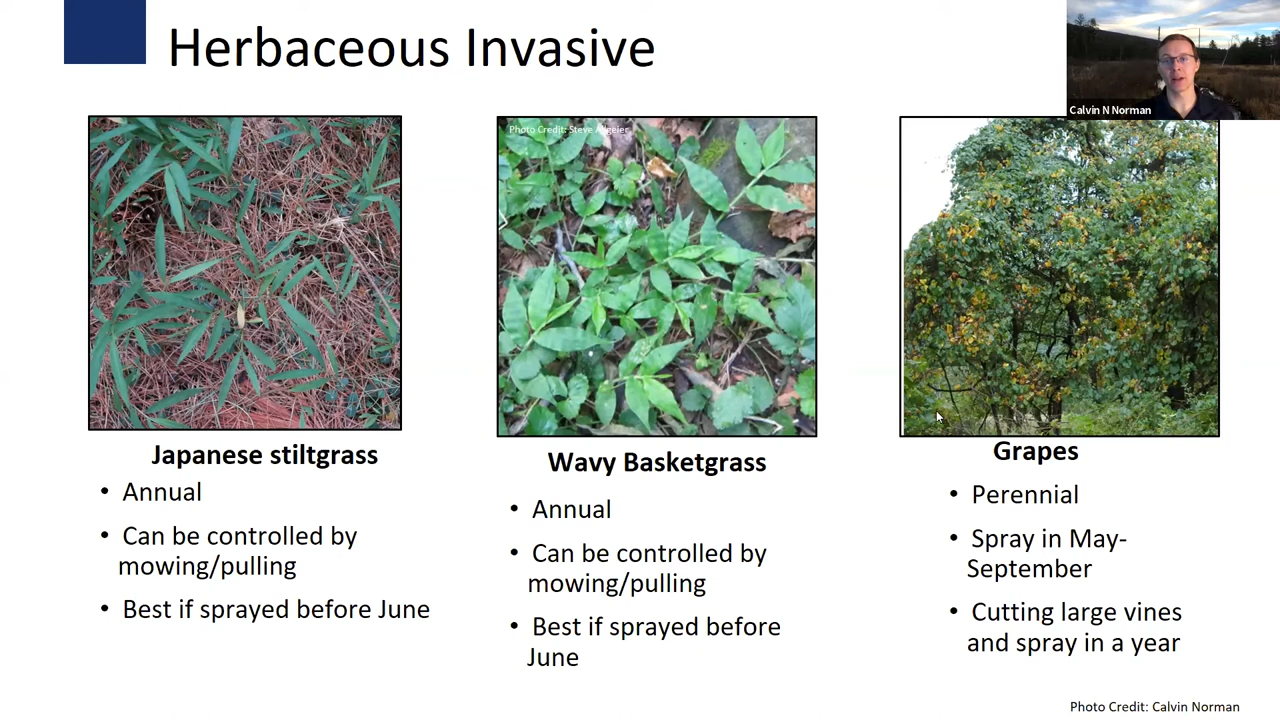 Herbaceous Invasive
Calvin N Norman
Photo Credit: Steve Angeier
Japanese stiltgrass
• Annual
• Can be controlled by
mowing/pulling
• Best if sprayed before June
Wavy Basketgrass
• Annual
• Can be controlled by
mowing/pulling
• Best if sprayed before
June
Grapes
• Perennial
• Spray in May-
September
• Cutting large vines
and spray in a year
Photo Credit: Calvin Norman